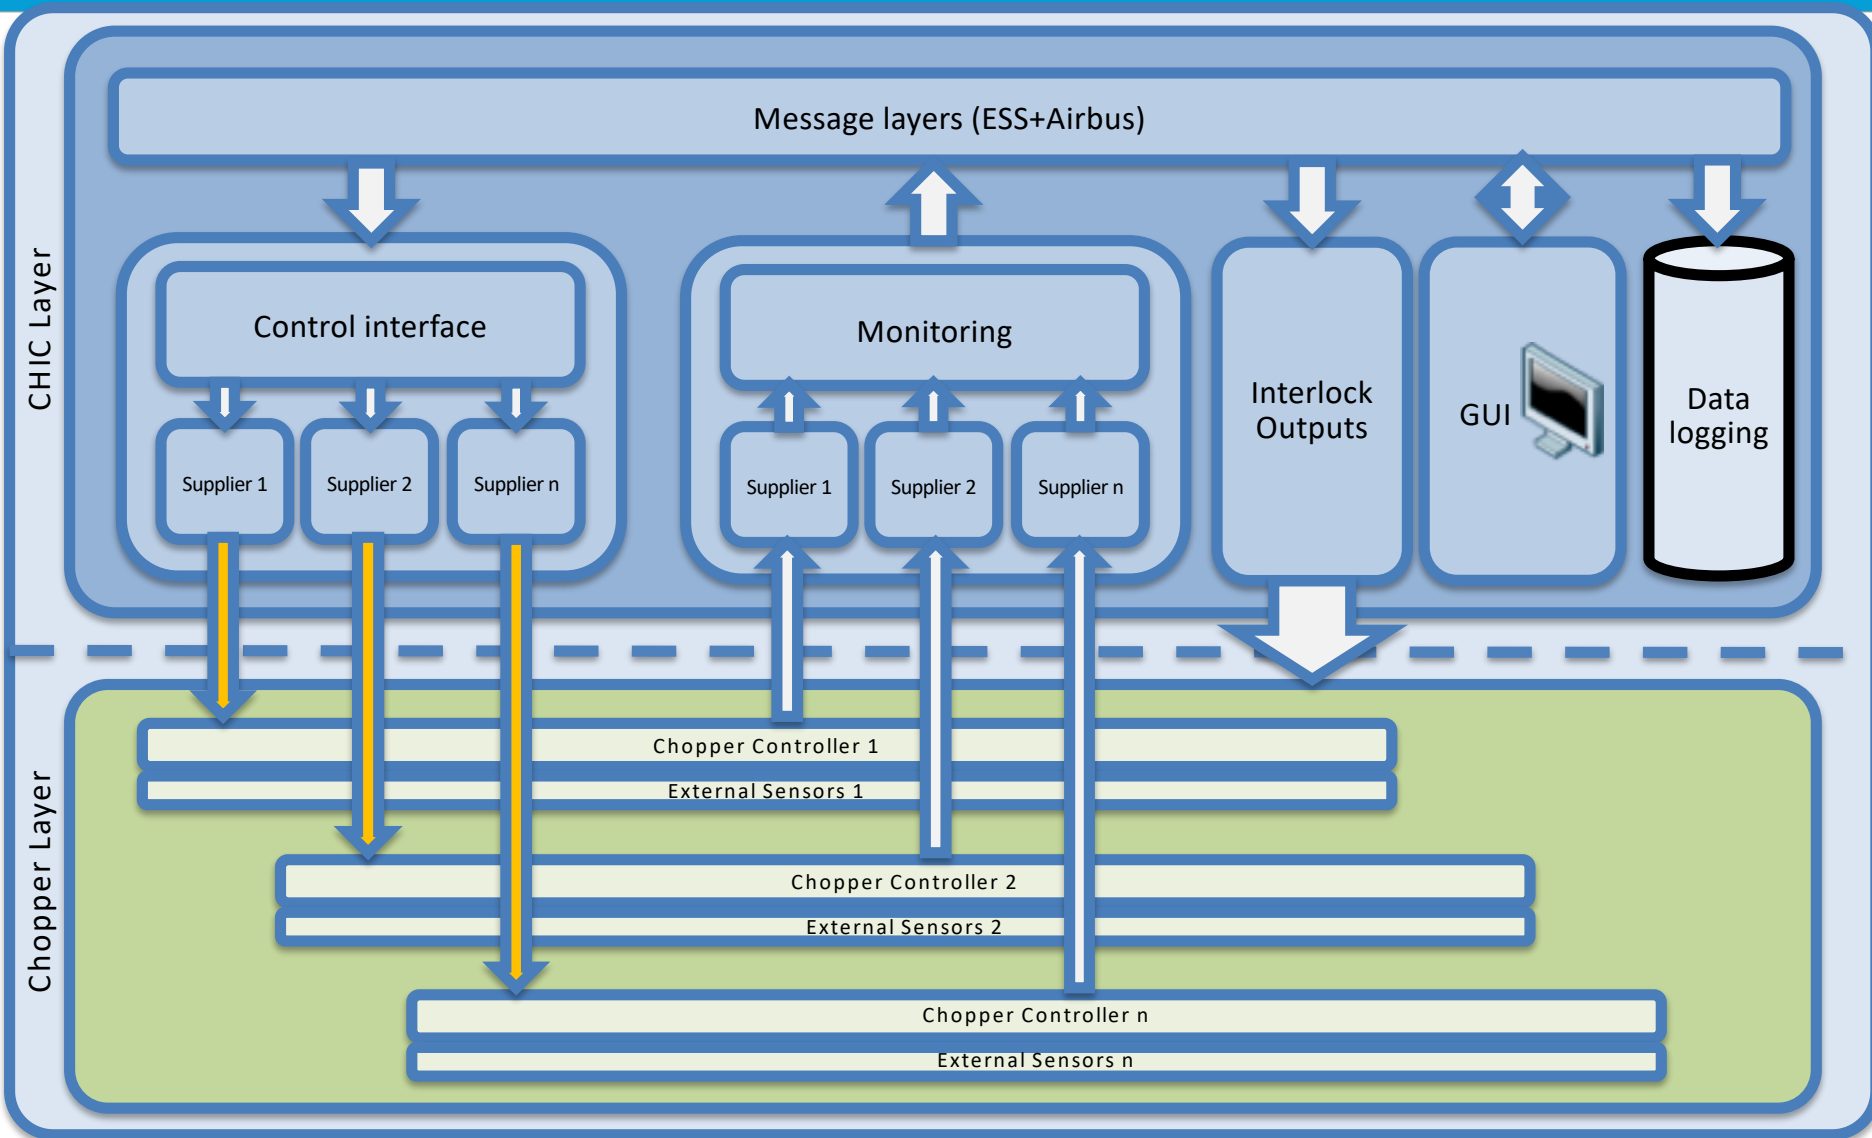 Message layers (ESS+Airbus)
CHIC Layer
Control interface
Supplier 1
Supplier 2
Supplier n
Monitoring
Supplier 1
Supplier 2
Supplier n
Interlock
Outputs
GUI
Data
logging
Chopper Layer
Chopper Controller 1
External Sensors 1
Chopper Controller 2
External Sensors 2
Chopper Controller n
External Sensors n